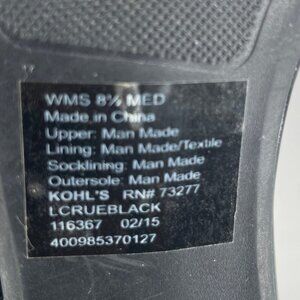 WMS 8½ MED
Made in China
Upper: Man Made
Lining: Man Made/Textile
Socklining: Man Made
Outersole: Man Made
KOHL'S RN# 73277
LCRUEBLACK
116367 02/15
400985370127